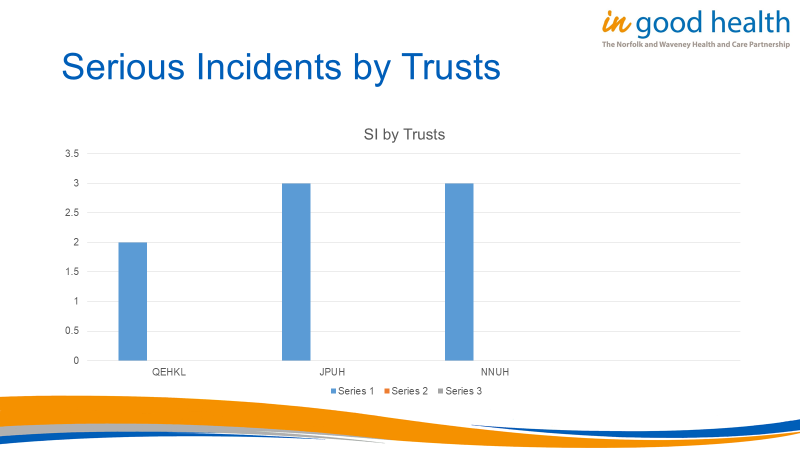 in good health
The Norfolk and Waveney Health and Care Partnership
Serious Incidents by Trusts
SI by Trusts
3.5
3
2.5
2
1.5
1
0.5
0
QEHKL JPUH NNUH
Series 1 Series 2 Series 3